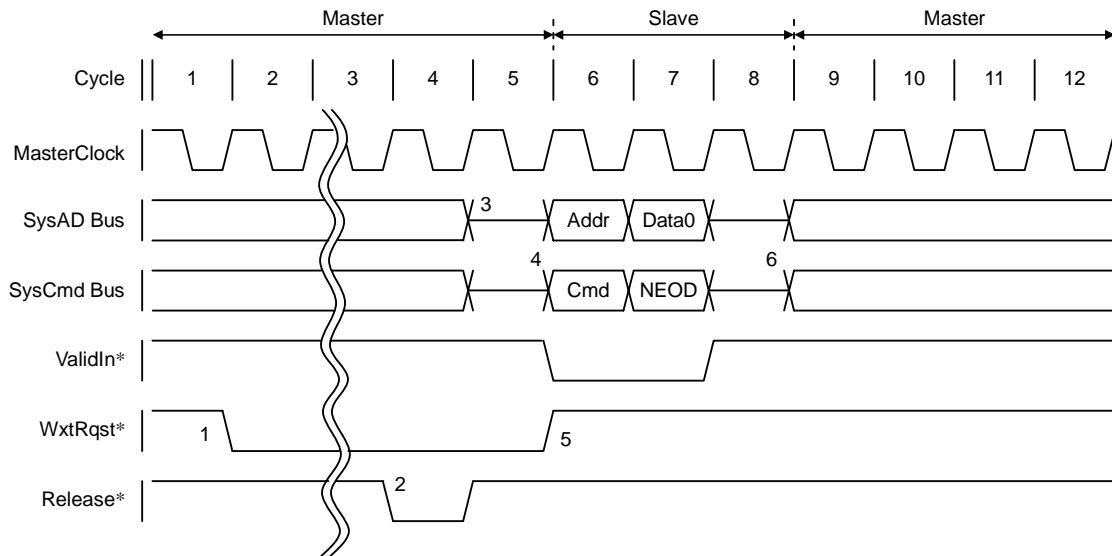 Master Slave Master
Cycle 1 2 3 4 5 6 7 8 9 10 11 12
MasterClock
SysAD Bus 3 Addr Data0
4 6
SysCmd Bus Cmd NEOD
ValidIn*
WxtRqst* 1 5
Release* 2